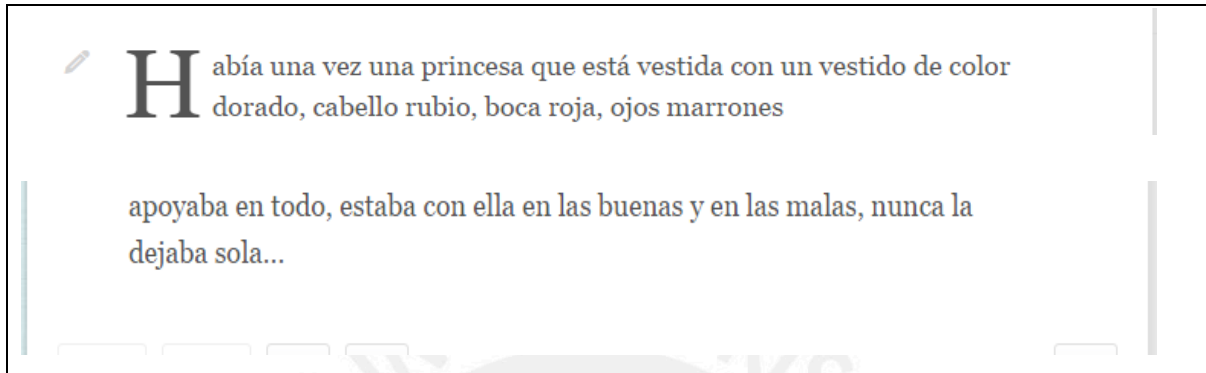 Había una vez una princesa que está vestida con un vestido de color
dorado, cabello rubio, boca roja, ojos marrones
apoyaba en todo, estaba con ella en las buenas y en las malas, nunca la
dejaba sola...